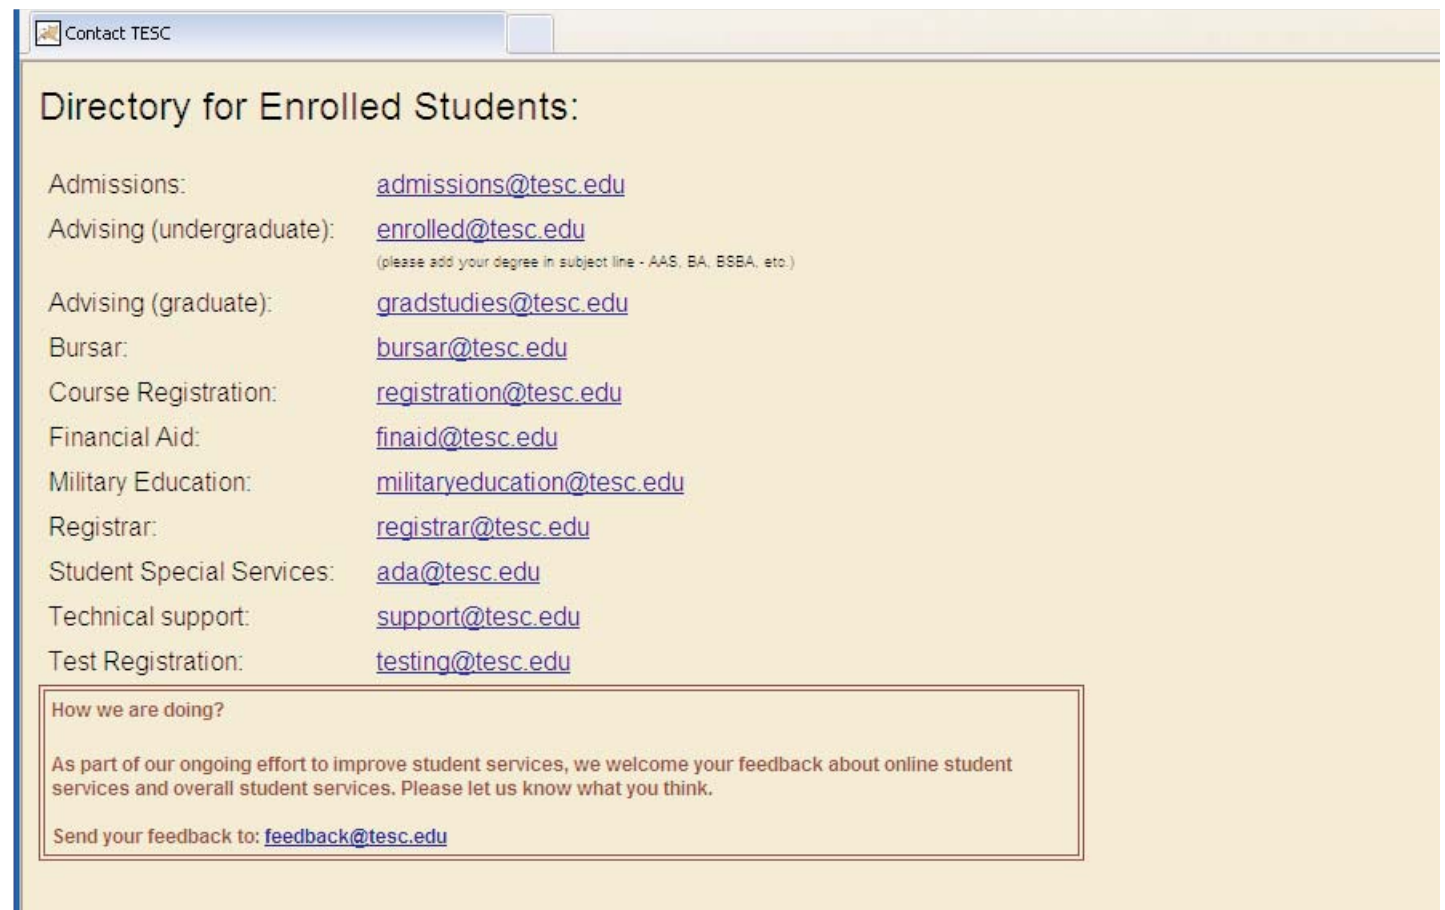 Contact TESC
Directory for Enrolled Students:
Admissions: admissions@tesc.edu
Advising (undergraduate): enrolled@tesc.edu
(please add your degree in subject line - AAS, BA, BSBA, etc.)
Advising (graduate): gradstudies@tesc.edu
Bursar: bursar@tesc.edu
Course Registration: registration@tesc.edu
Financial Aid: finaid@tesc.edu
Military Education: militaryeducation@tesc.edu
Registrar: registrar@tesc.edu
Student Special Services: ada@tesc.edu
Technical support: support@tesc.edu
Test Registration: testing@tesc.edu
How we are doing?
As part of our ongoing effort to improve student services, we welcome your feedback about online student
services and overall student services. Please let us know what you think.
Send your feedback to: feedback@tesc.edu